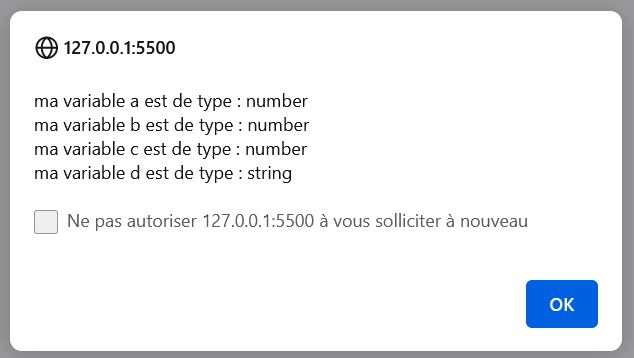 127.0.0.1:5500
ma variable a est de type : number
ma variable b est de type : number
ma variable c est de type : number
ma variable d est de type : string
Ne pas autoriser 127.0.0.1:5500 à vous solliciter à nouveau
OK